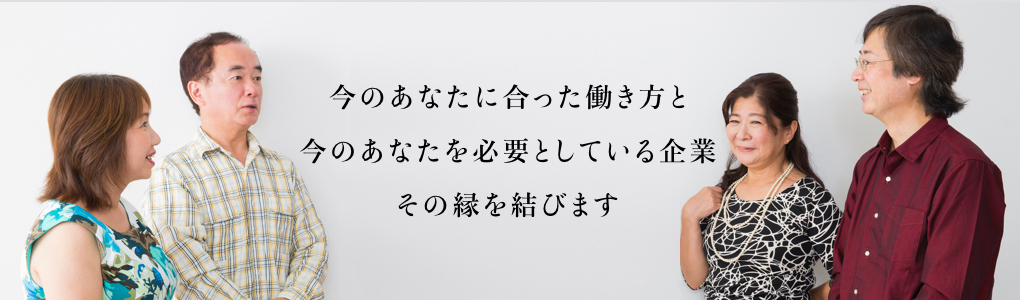 今のあなたに合った働き方と
今のあなたを必要としている企業
その縁を結びます